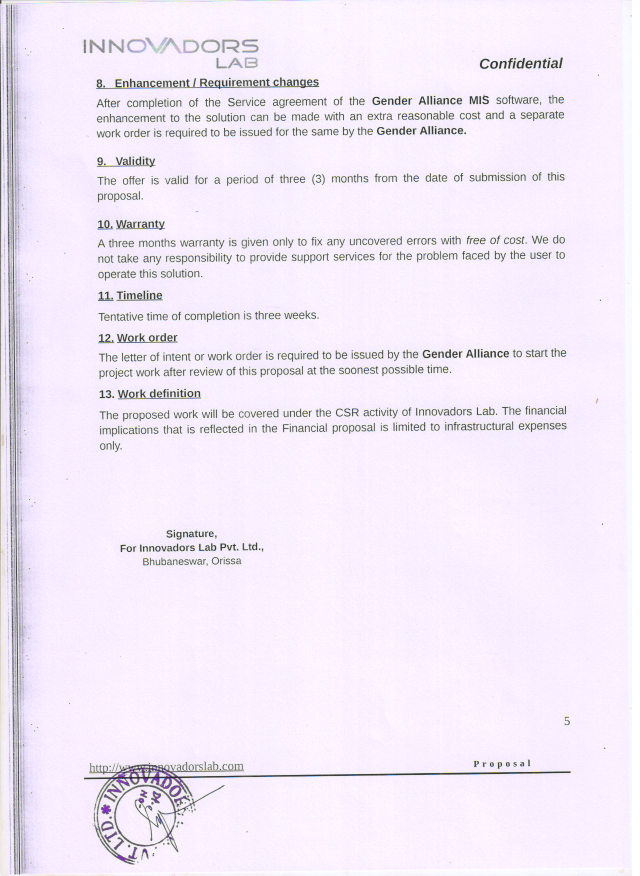 INNOVADORS
LAB
Confidential
8. Enhancement / Requirement changes
After completion of the Service agreement of the Gender Alliance MIS software, the
enhancement to the solution can be made with an extra reasonable cost and a separate
work order is required to be issued for the same by the Gender Alliance.
9. Validity
The offer is valid for a period of three (3) months from the date of submission of this
proposal.
10. Warranty
A three months warranty is given only to fix any uncovered errors with free of cost. We do
not take any responsibility to provide support services for the problem faced by the user to
operate this solution.
11. Timeline
Tentative time of completion is three weeks.
12. Work order
The letter of intent or work order is required to be issued by the Gender Alliance to start the
project work after review of this proposal at the soonest possible time.
13. Work definition
The proposed work will be covered under the CSR activity of Innovadors Lab. The financial
implications that is reflected in the Financial proposal is limited to infrastructural expenses
only.
Signature,
For Innovadors Lab Pvt. Ltd.,
Bhubaneswar, Orissa
5
http://www.innovadorslab.com
Proposal
INNOVADOR
VT. LTD.